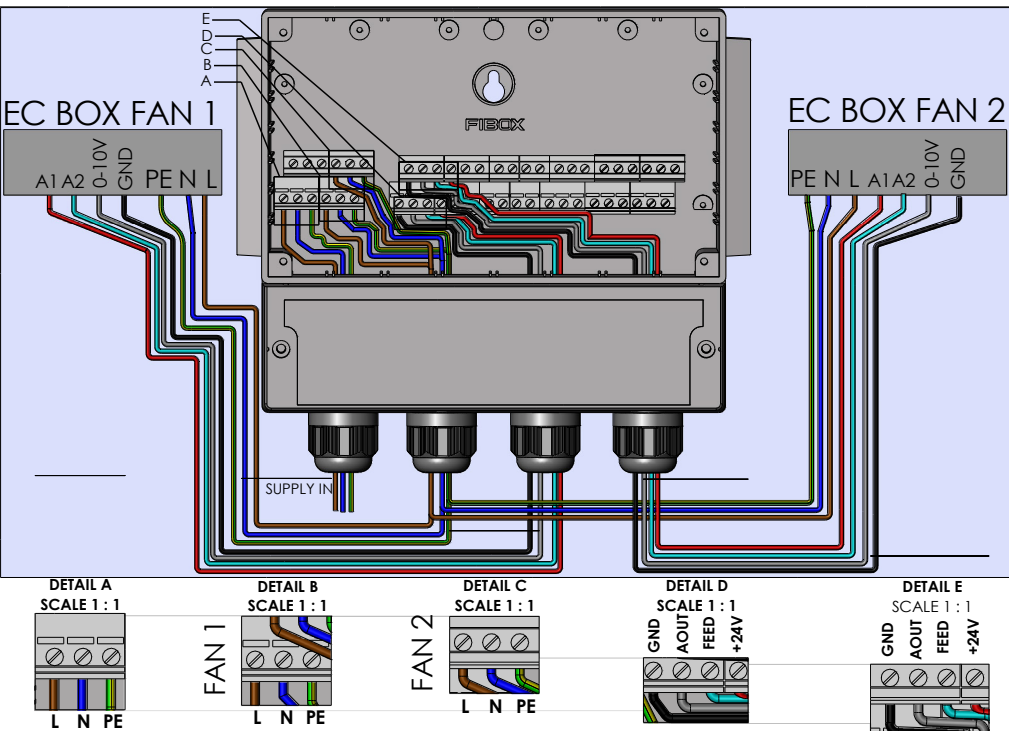 E
D
C
B
A
EC BOX FAN 1
EC BOX FAN 2
FIBOX
A1 A2 0-10V GND PE N L
PE N L A1 A2 0-10V GND
SUPPLY IN
DETAIL A
SCALE 1 : 1
L N PE
DETAIL B
SCALE 1 : 1
FAN 1
L N PE
DETAIL C
SCALE 1 : 1
FAN 2
L N PE
DETAIL D
SCALE 1 : 1
GND AOUT FEED +24V
DETAIL E
SCALE 1 : 1
GND AOUT FEED +24V